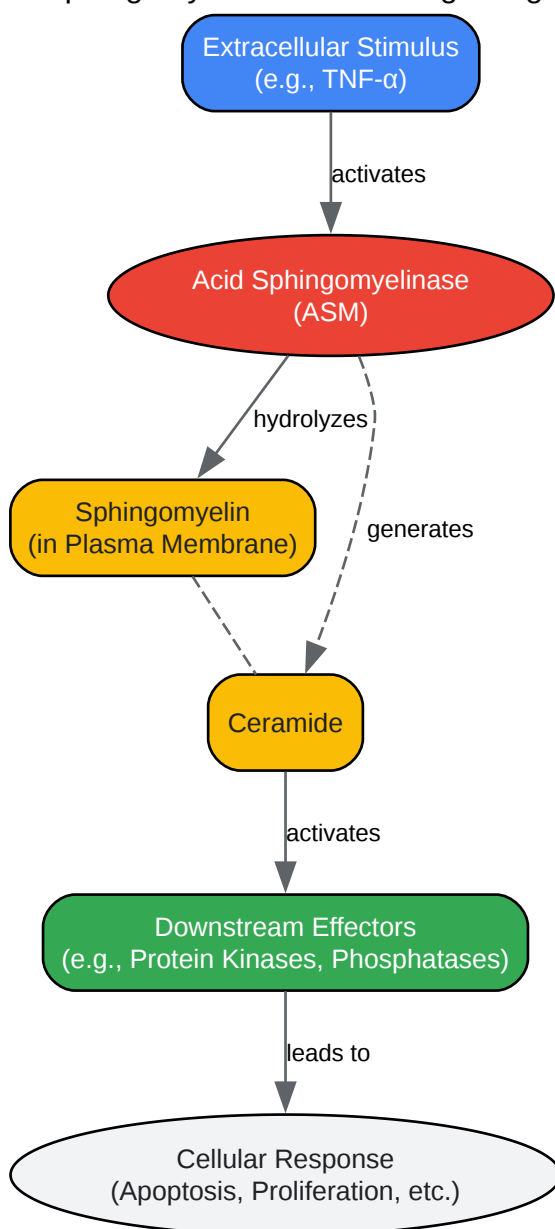 Extracellular Stimulus
(e.g., TNF-α)
activates
Acid Sphingomyelinase
(ASM)
hydrolyzes
Sphingomyelin
(in Plasma Membrane)
generates
Ceramide
activates
Downstream Effectors
(e.g., Protein Kinases, Phosphatases)
leads to
Cellular Response
(Apoptosis, Proliferation, etc.)